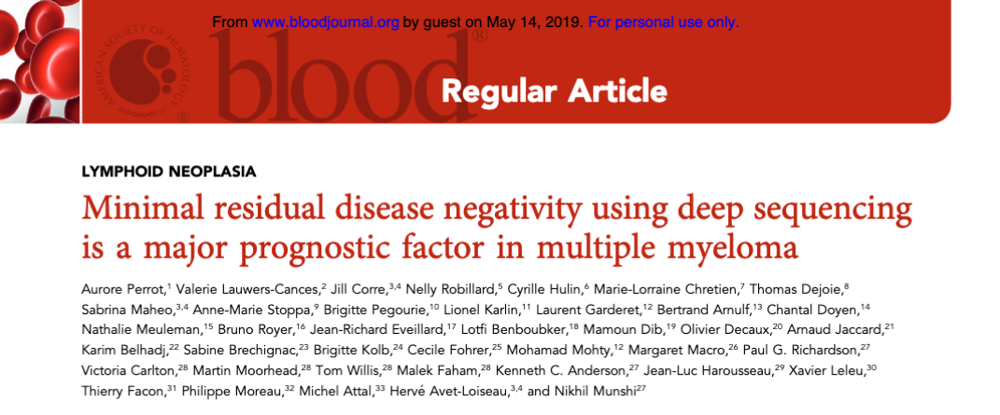 From www.bloodjournal.org by guest on May 14, 2019. For personal use only.
AMERICAN SOCIETY OF HEMATOLOGY
®
blood®
Regular Article
LYMPHOID NEOPLASIA
Minimal residual disease negativity using deep sequencing
is a major prognostic factor in multiple myeloma
Aurore Perrot,1 Valerie Lauwers-Cances,2 Jill Corre,3,4 Nelly Robillard,5 Cyrille Hulin,6 Marie-Lorraine Chretien,7 Thomas Dejoie,8
Sabrina Maheo,3,4 Anne-Marie Stoppa,9 Brigitte Pegourie,10 Lionel Karlin,11 Laurent Garderet,12 Bertrand Arnulf,13 Chantal Doyen,14
Nathalie Meuleman,15 Bruno Royer,16 Jean-Richard Eveillard,17 Lotfi Benboubker,18 Mamoun Dib,19 Olivier Decaux,20 Arnaud Jaccard,21
Karim Belhadj,22 Sabine Brechignac,23 Brigitte Kolb,24 Cecile Fohrer,25 Mohamad Mohty,12 Margaret Macro,26 Paul G. Richardson,27
Victoria Carlton,28 Martin Moorhead,28 Tom Willis,28 Malek Faham,28 Kenneth C. Anderson,27 Jean-Luc Harousseau,29 Xavier Leleu,30
Thierry Facon,31 Philippe Moreau,32 Michel Attal,33 Hervé Avet-Loiseau,3,4 and Nikhil Munshi27